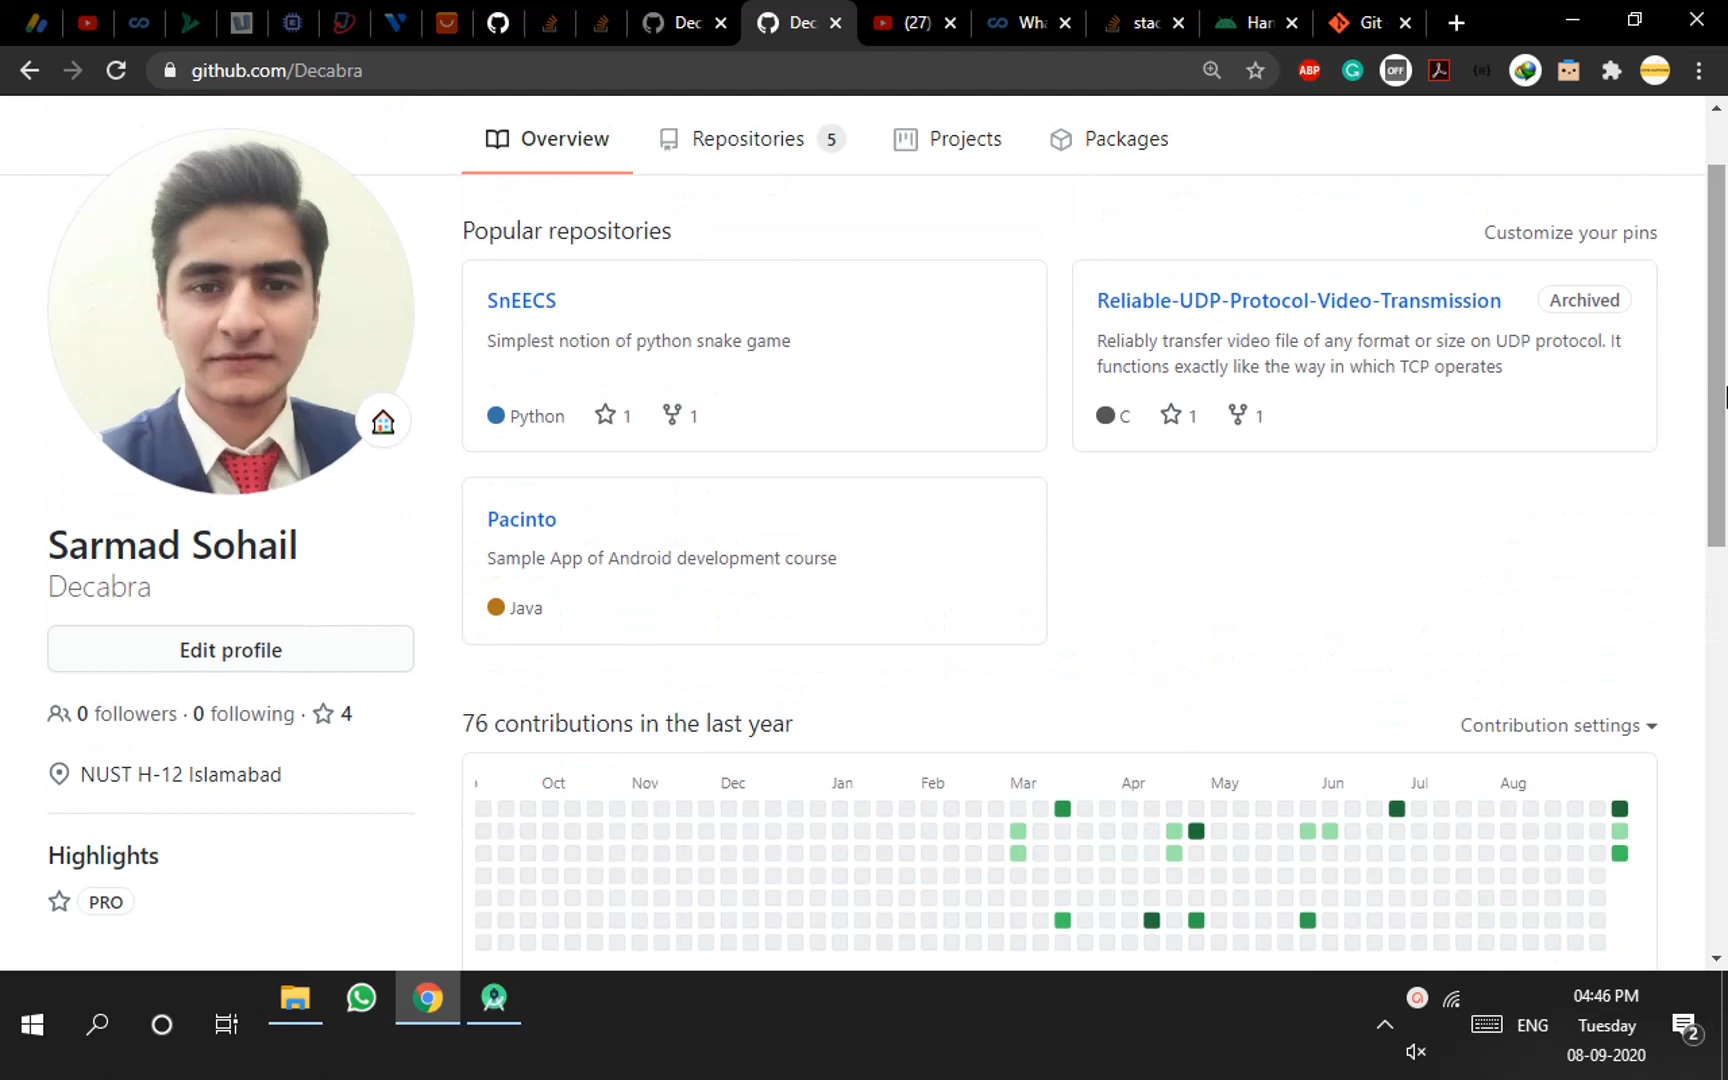 Dec
Dec
(27)
Wha
stac
Han
Git
github.com/Decabra
ABP
OFF
Overview
Repositories 5
Projects
Packages
Popular repositories
Customize your pins
SnEECS
Simplest notion of python snake game
Python 1 1
Reliable-UDP-Protocol-Video-Transmission Archived
Reliably transfer video file of any format or size on UDP protocol. It
functions exactly like the way in which TCP operates
C 1 1
Pacinto
Sample App of Android development course
Java
Sarmad Sohail
Decabra
Edit profile
0 followers · 0 following · 4
NUST H-12 Islamabad
Highlights
PRO
76 contributions in the last year
Contribution settings
Oct Nov Dec Jan Feb Mar Apr May Jun Jul Aug
04:46 PM
ENG
Tuesday
08-09-2020
2